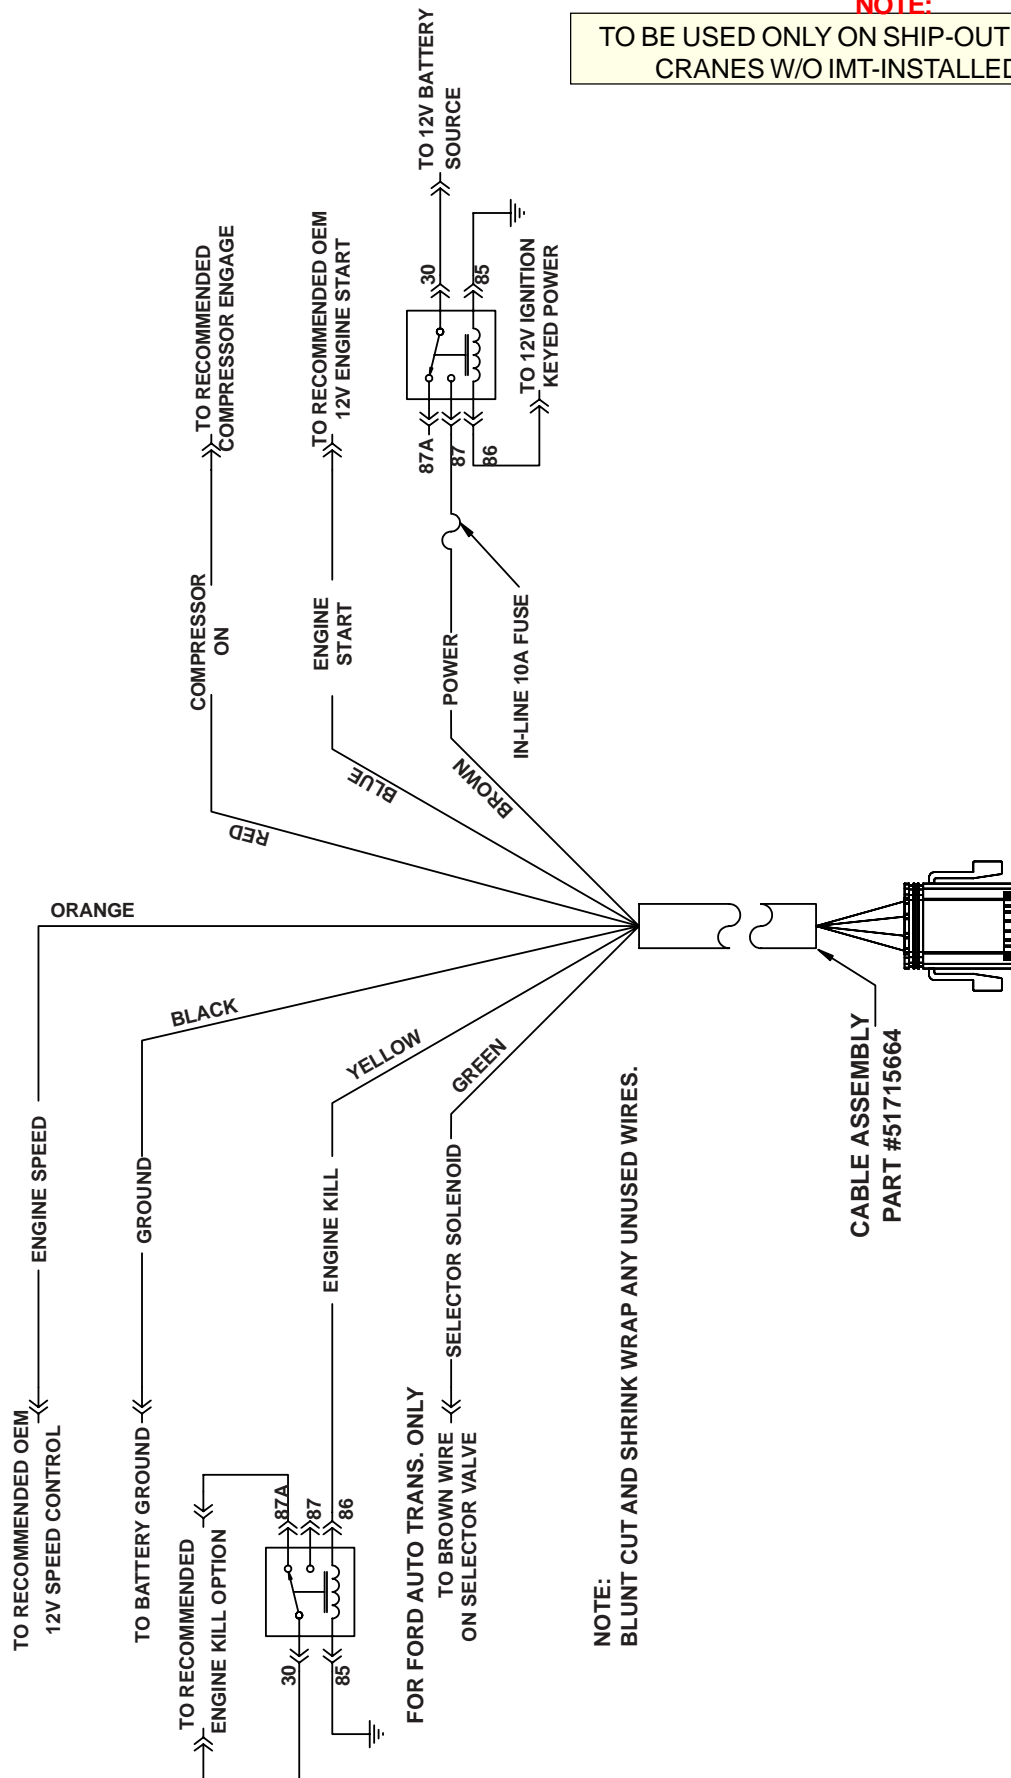 NOTE:
TO BE USED ONLY ON SHIP-OUT
CRANES W/O IMT-INSTALLED
TO 12V BATTERY
SOURCE
TO RECOMMENDED
COMPRESSOR ENGAGE
TO RECOMMENDED OEM
12V ENGINE START
30
85
TO 12V IGNITION
KEYED POWER
87A
87
86
COMPRESSOR
ON
ENGINE
START
POWER
IN-LINE 10A FUSE
RED
BLUE
BROWN
ORANGE
BLACK
YELLOW
GREEN
ENGINE SPEED
GROUND
ENGINE KILL
SELECTOR SOLENOID
TO RECOMMENDED OEM
12V SPEED CONTROL
TO BATTERY GROUND
TO RECOMMENDED
ENGINE KILL OPTION
87A
87
86
30
85
FOR FORD AUTO TRANS. ONLY
TO BROWN WIRE
ON SELECTOR VALVE
NOTE:
BLUNT CUT AND SHRINK WRAP ANY UNUSED WIRES.
CABLE ASSEMBLY
PART #51715664